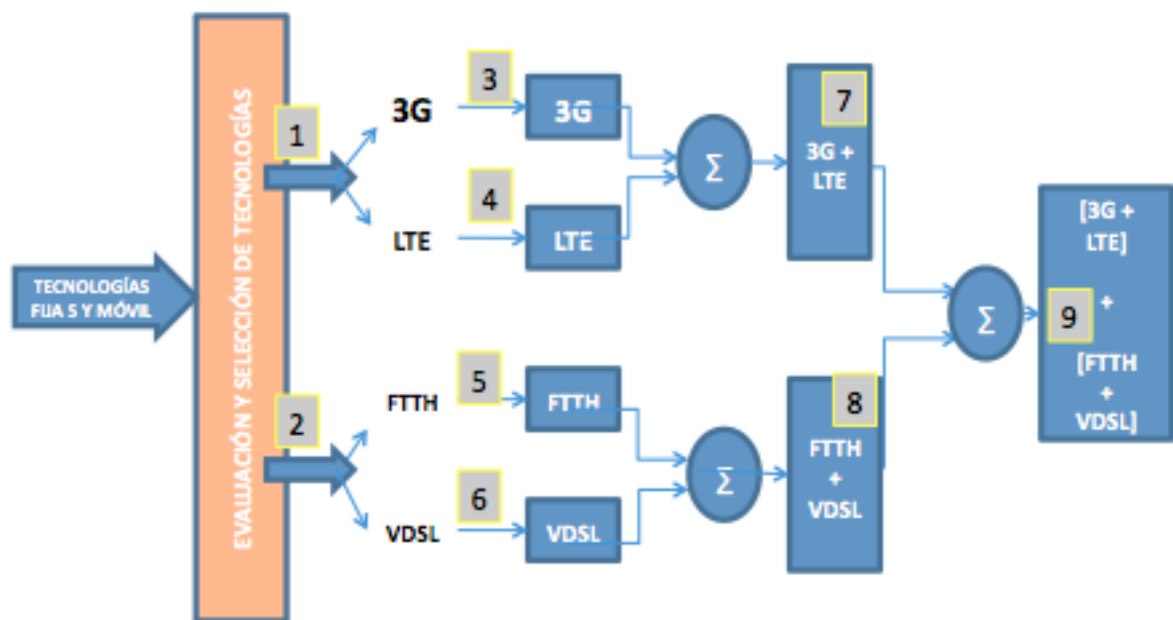 TECNOLOGÍAS
FIJA S Y MÓVIL
EVALUACIÓN Y SELECCIÓN DE TECNOLOGÍAS
1
2
3G
LTE
FTTH
VDSL
3
4
5
6
3G
LTE
FTTH
VDSL
Σ
Σ
7
3G +
LTE
8
FTTH
+
VDSL
Σ
[3G +
LTE]
+
9
[FTTH
+
VDSL]